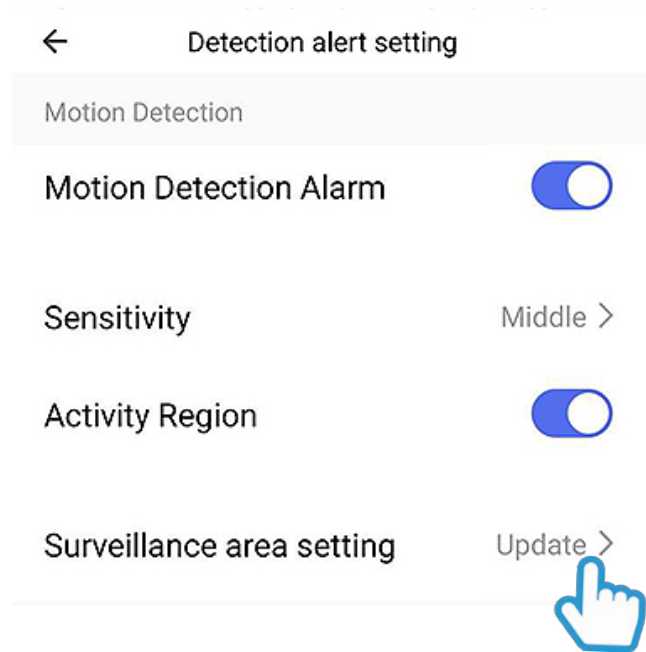 Detection alert setting
Motion Detection
Motion Detection Alarm
Sensitivity Middle
Activity Region
Surveillance area setting Update